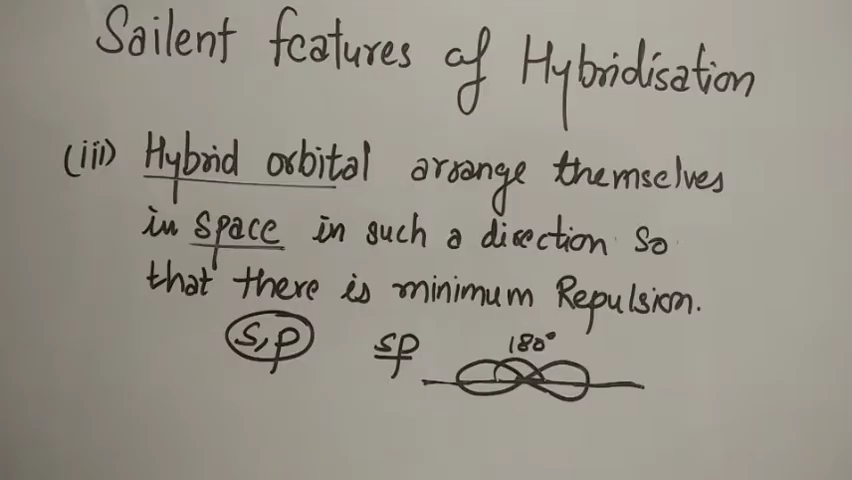 Sailent features of Hybridisation
(iii) Hybrid orbital arrange themselves
in space in such a direction so
that there is minimum Repulsion.
s,p sp 180°